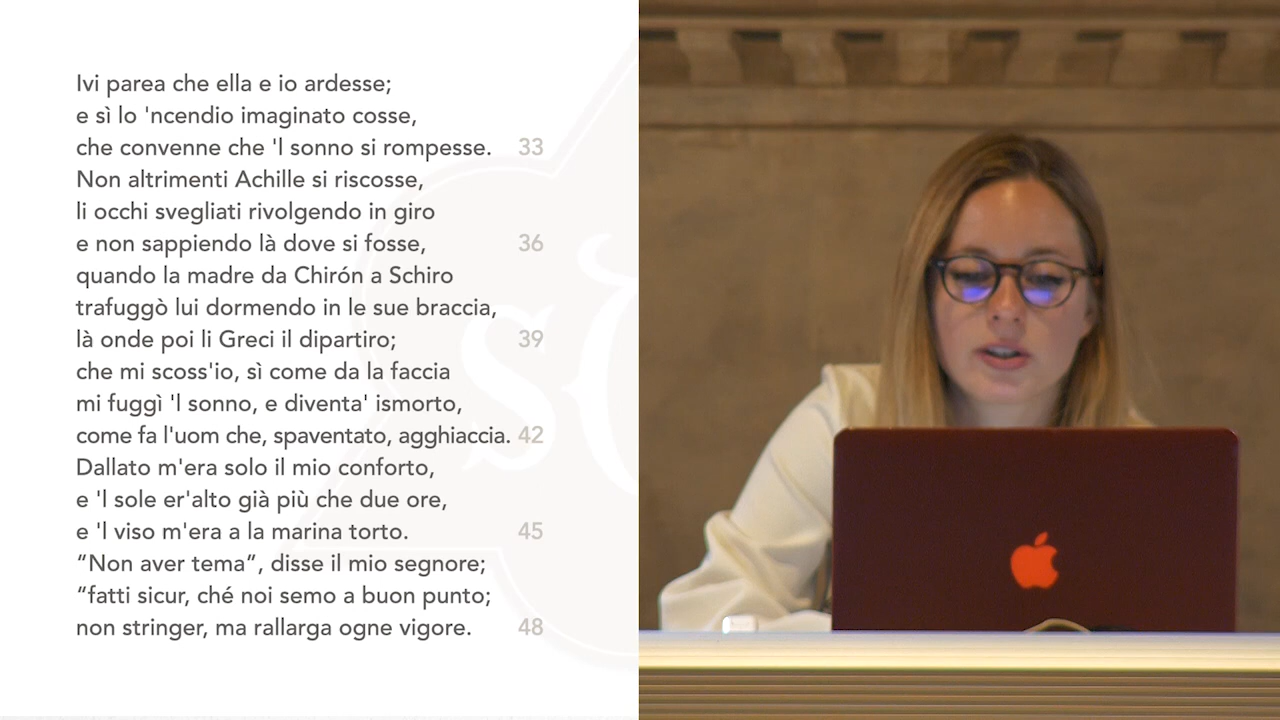 Ivi parea che ella e io ardesse;
e sì lo 'ncendio imaginato cosse,
che convenne che 'l sonno si rompesse. 33
Non altrimenti Achille si riscosse,
li occhi svegliati rivolgendo in giro
e non sappiendo là dove si fosse, 36
quando la madre da Chirón a Schiro
trafuggò lui dormendo in le sue braccia,
là onde poi li Greci il dipartiro; 39
che mi scoss'io, sì come da la faccia
mi fuggì 'l sonno, e diventa' ismorto,
come fa l'uom che, spaventato, agghiaccia. 42
Dallato m'era solo il mio conforto,
e 'l sole er'alto già più che due ore,
e 'l viso m'era a la marina torto. 45
“Non aver tema”, disse il mio segnore;
“fatti sicur, ché noi semo a buon punto;
non stringer, ma rallarga ogne vigore. 48